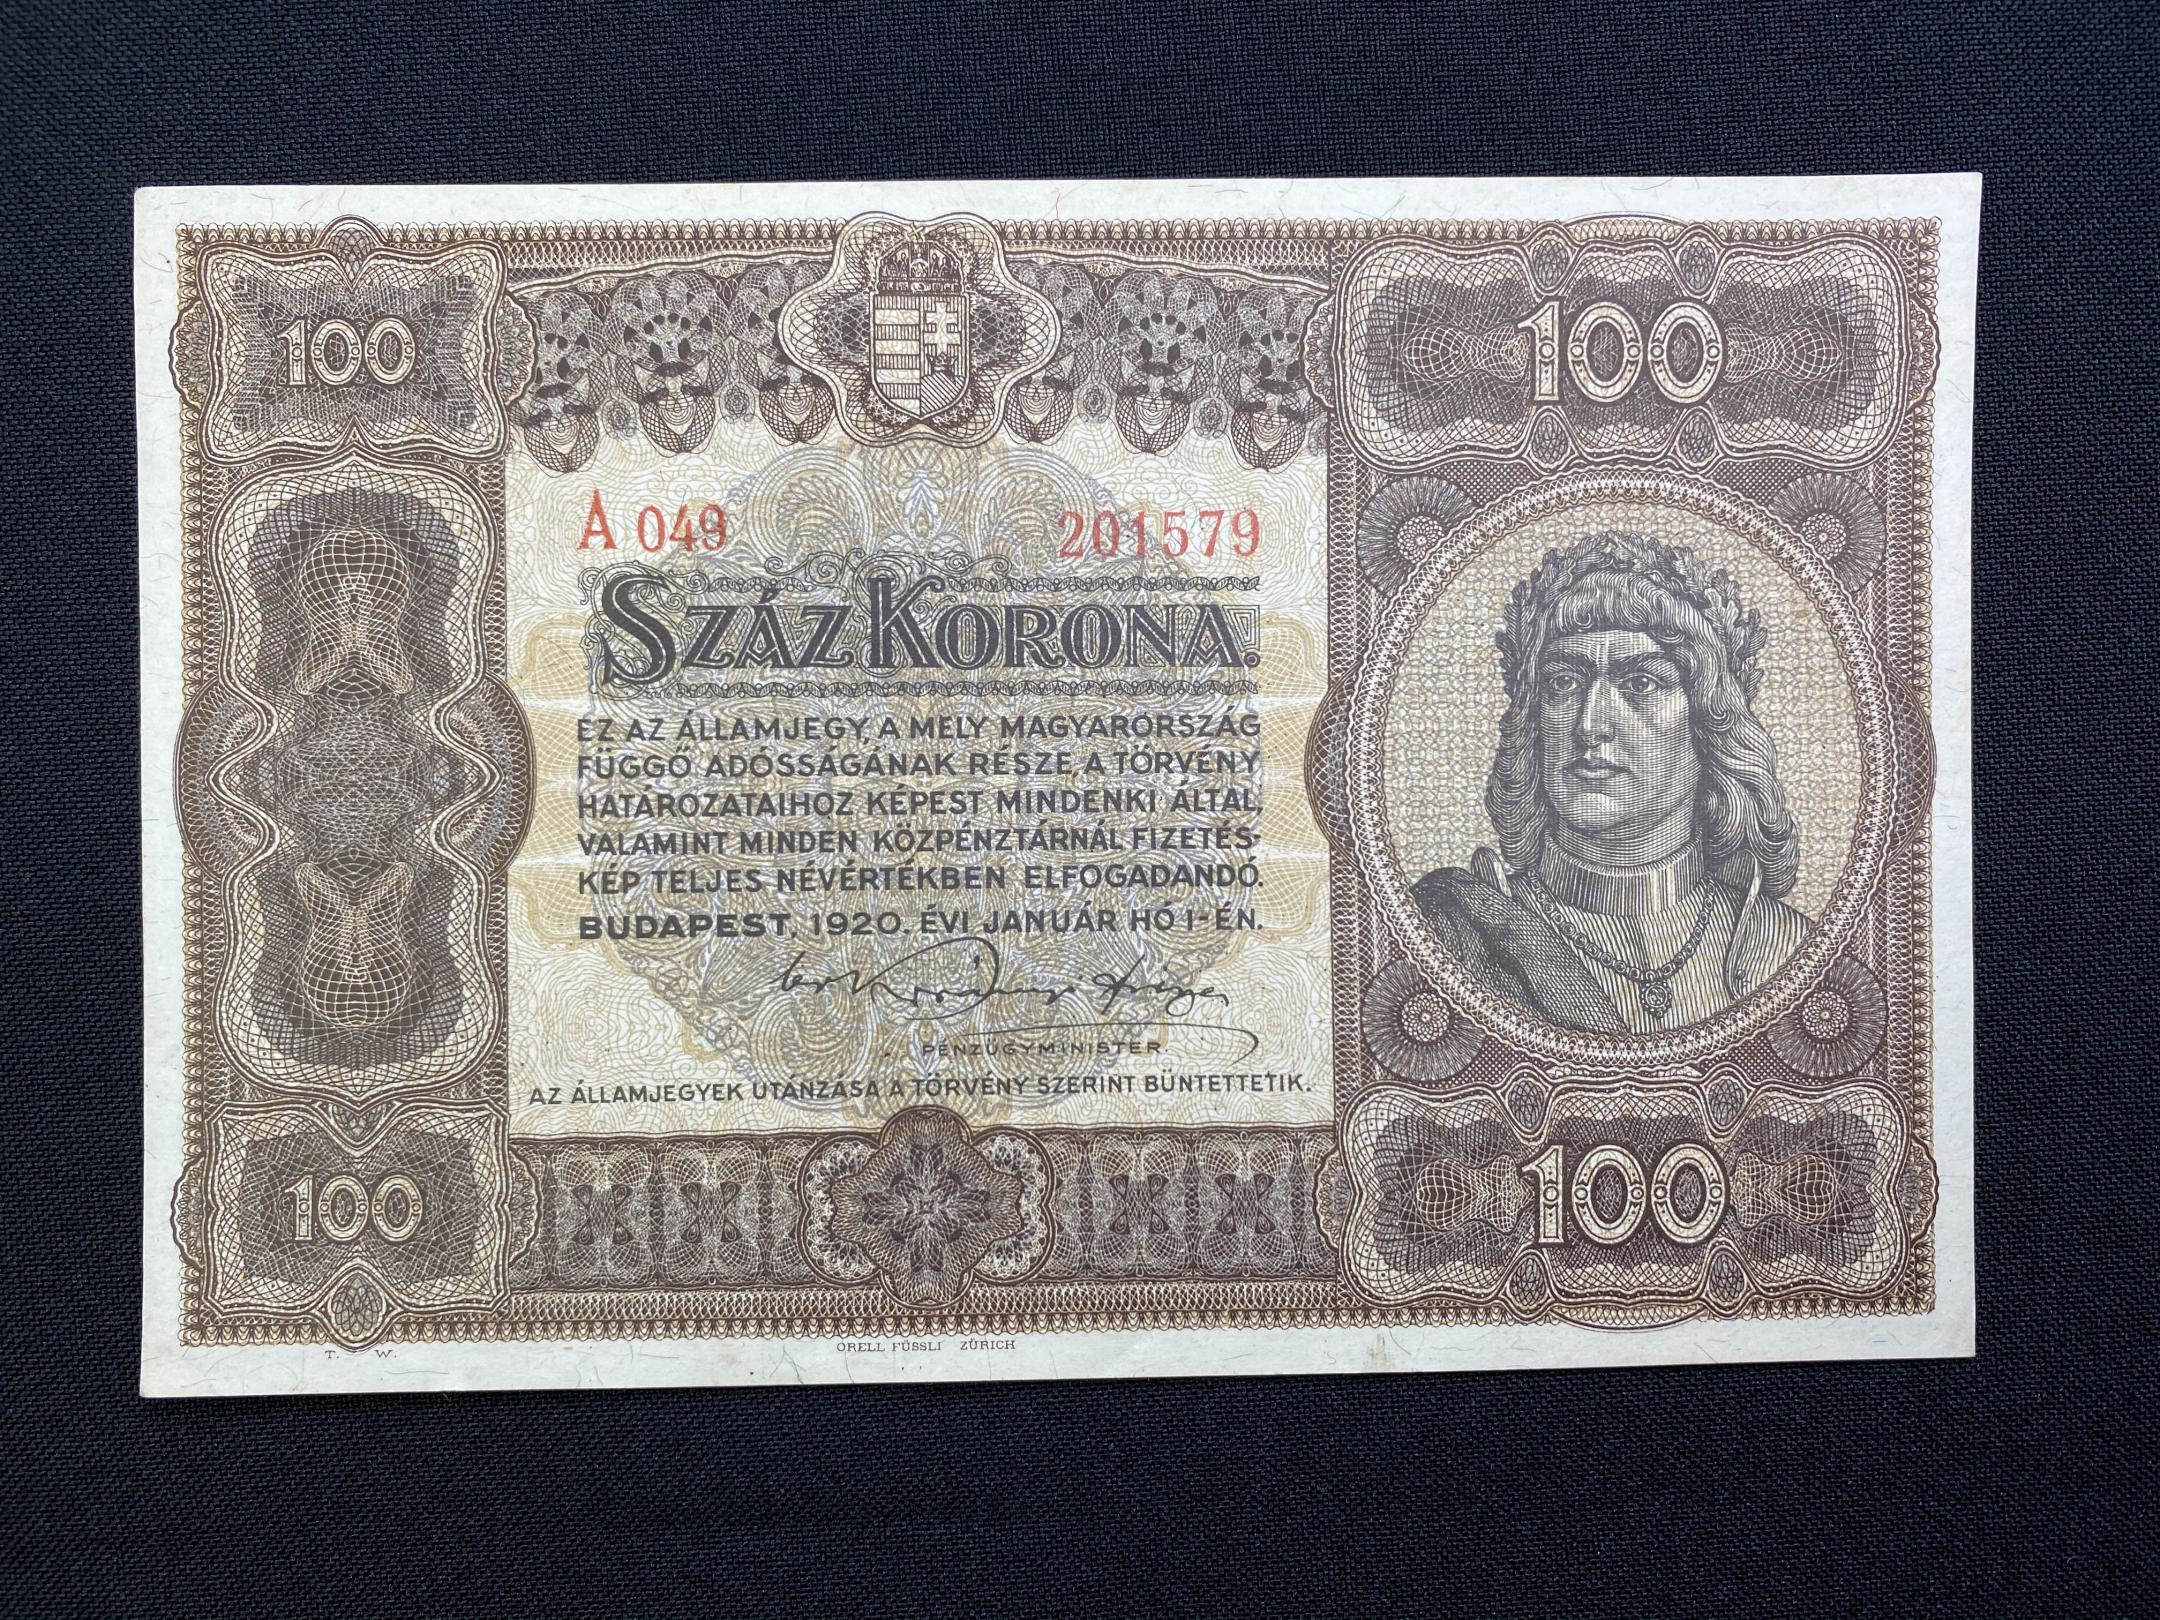 100
100
A 049 201579
SZÁZ KORONA.
EZ AZ ÁLLAMJEGY, A MELY MAGYARORSZÁG
FÜGGŐ ADÓSSÁGÁNAK RÉSZE, A TÖRVÉNY
HATÁROZATAIHOZ KÉPEST MINDENKI ÁLTAL,
VALAMINT MINDEN KÖZPÉNZTÁRNÁL FIZETÉS-
KÉP TELJES NÉVÉRTÉKBEN ELFOGADANDÓ.
BUDAPEST, 1920. ÉVI JANUÁR HÓ 1-ÉN.
PÉNZÜGYMINISTER.
AZ ÁLLAMJEGYEK UTÁNZÁSA A TÖRVÉNY SZERINT BÜNTETTETIK.
100
100
T. W.
ORELL FÜSSLI ZÜRICH